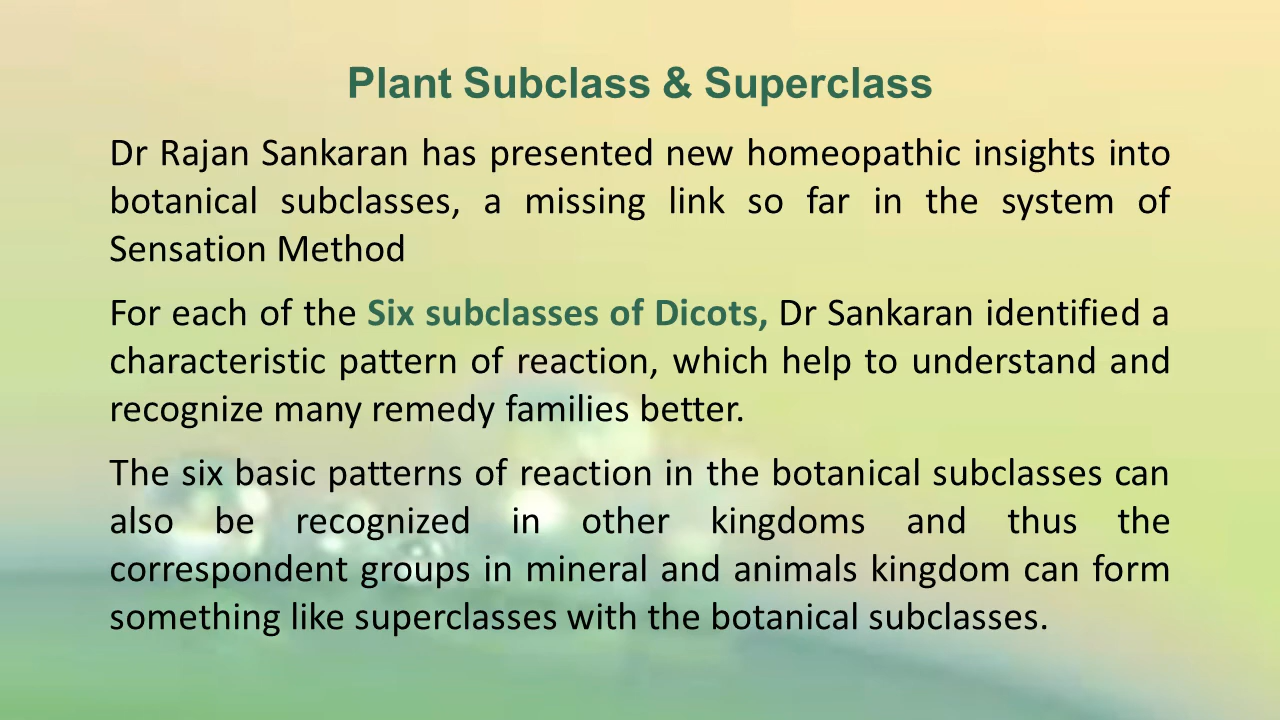 Plant Subclass & Superclass
Dr Rajan Sankaran has presented new homeopathic insights into
botanical subclasses, a missing link so far in the system of
Sensation Method
For each of the Six subclasses of Dicots, Dr Sankaran identified a
characteristic pattern of reaction, which help to understand and
recognize many remedy families better.
The six basic patterns of reaction in the botanical subclasses can
also be recognized in other kingdoms and thus the
correspondent groups in mineral and animals kingdom can form
something like superclasses with the botanical subclasses.